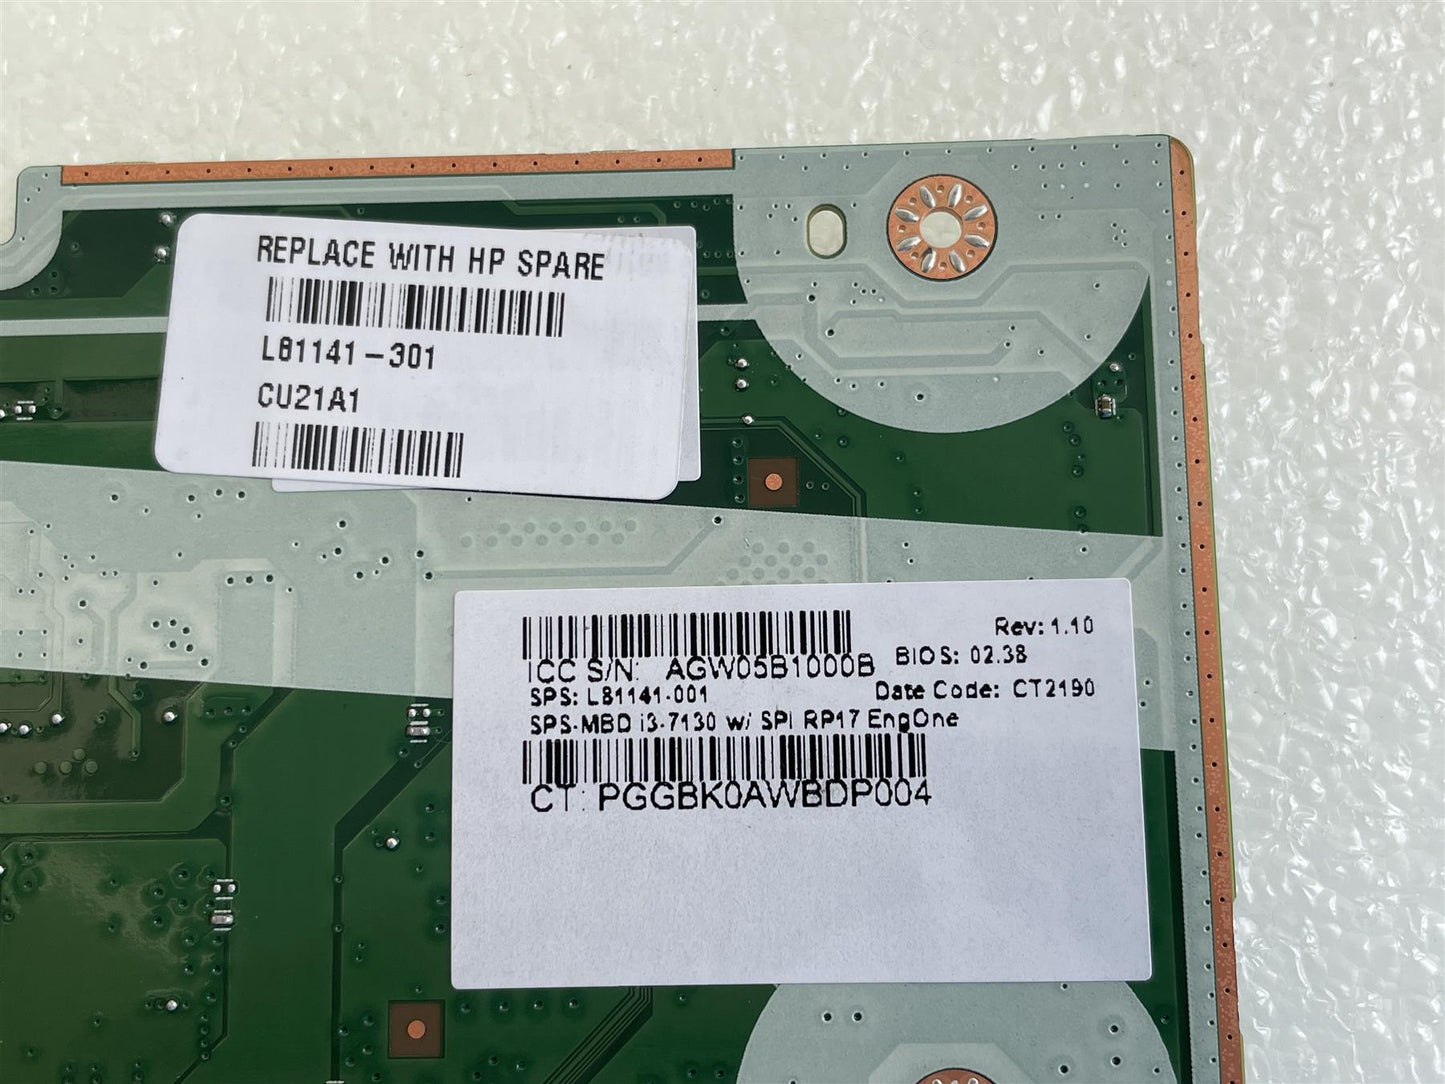 REPLACE WITH HP SPARE
L81141-301
CU21A1
Rev: 1.10
ICC S/N: AGW05B1000B BIOS: 02.38
SPS: L81141-001 Date Code: CT2190
SPS-MBD i3-7130 w/ SPI RP17 EngOne
CT: PGGBK0AWBDP004